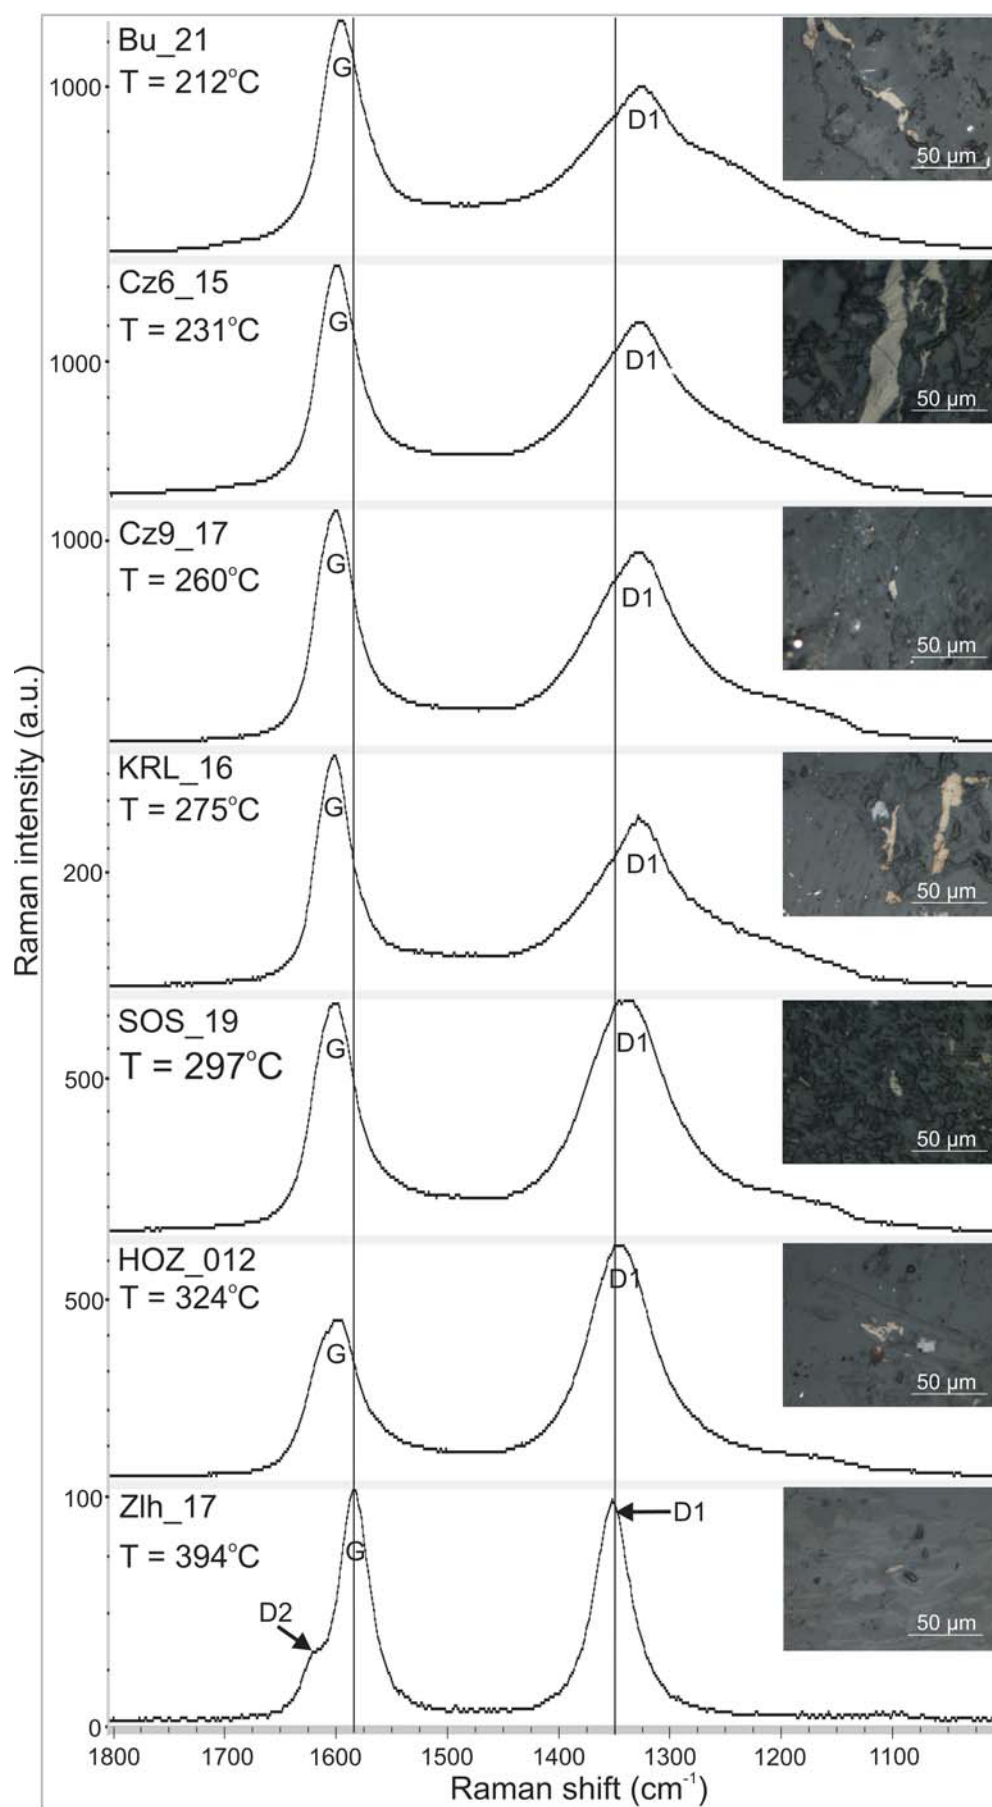 Bu_21
T = 212°C
G
D1
1000
50 µm
Cz6_15
T = 231°C
G
D1
1000
50 µm
Cz9_17
T = 260°C
G
D1
1000
50 µm
KRL_16
T = 275°C
G
D1
200
50 µm
SOS_19
T = 297°C
G
D1
500
50 µm
HOZ_012
T = 324°C
G
D1
500
50 µm
Zlh_17
T = 394°C
D2
G
D1
100
0
50 µm
Raman intensity (a.u.)
1800 1700 1600 1500 1400 1300 1200 1100
Raman shift (cm⁻¹)